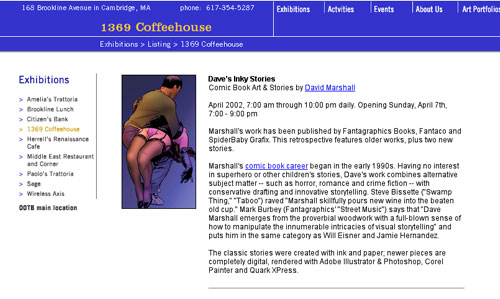 168 Brookline Avenue in Cambridge, MA phone: 617-354-5287
Exhibitions Actvities Events About Us Art Portfolios
1369 Coffeehouse
Exhibitions > Listing > 1369 Coffeehouse
Exhibitions
> Amelia's Trattoria
> Brookline Lunch
> Citizen's Bank
> 1369 Coffeehouse
> Herrell's Renaissance
Cafe
> Middle East Restaurant
and Corner
> Paolo's Trattoria
> Sage
> Wireless Axis
OOTB main location
Dave's Inky Stories
Comic Book Art & Stories by David Marshall
April 2002, 7:00 am through 10:00 pm daily. Opening Sunday, April 7th,
7:00 - 9:00 pm
Marshall's work has been published by Fantagraphics Books, Fantaco and
SpiderBaby Grafix. This retrospective features older works, plus two new
stories.
Marshall's comic book career began in the early 1990s. Having no interest
in superhero or other children's stories, Dave's work combines alternative
subject matter -- such as horror, romance and crime fiction -- with
conservative drafting and innovative storytelling. Steve Bissette ("Swamp
Thing," "Taboo") raved "Marshall skillfully pours new wine into the beaten
old cup." Mark Burbey (Fantagraphics' "Street Music") says that "Dave
Marshall emerges from the proverbial woodwork with a full-blown sense of
how to manipulate the innumerable intricacies of visual storytelling" and
puts him in the same category as Will Eisner and Jamie Hernandez.
The classic stories were created with ink and paper; newer pieces are
completely digital, rendered with Adobe Illustrator & Photoshop, Corel
Painter and Quark XPress.